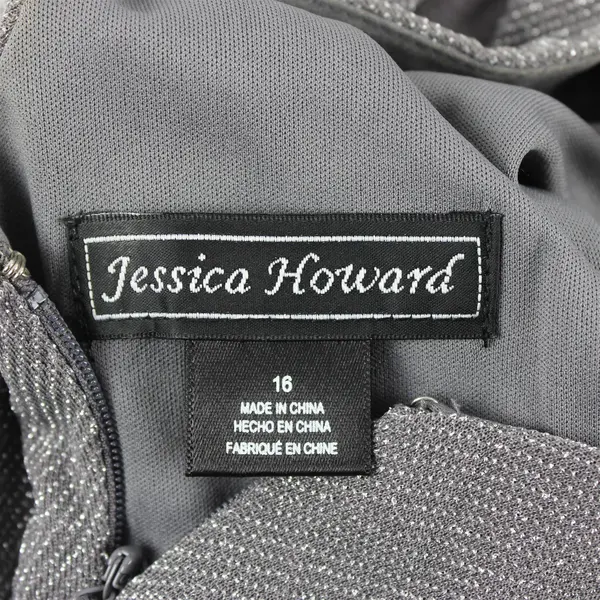 Jessica Howard
16
MADE IN CHINA
HECHO EN CHINA
FABRIQUÉ EN CHINE